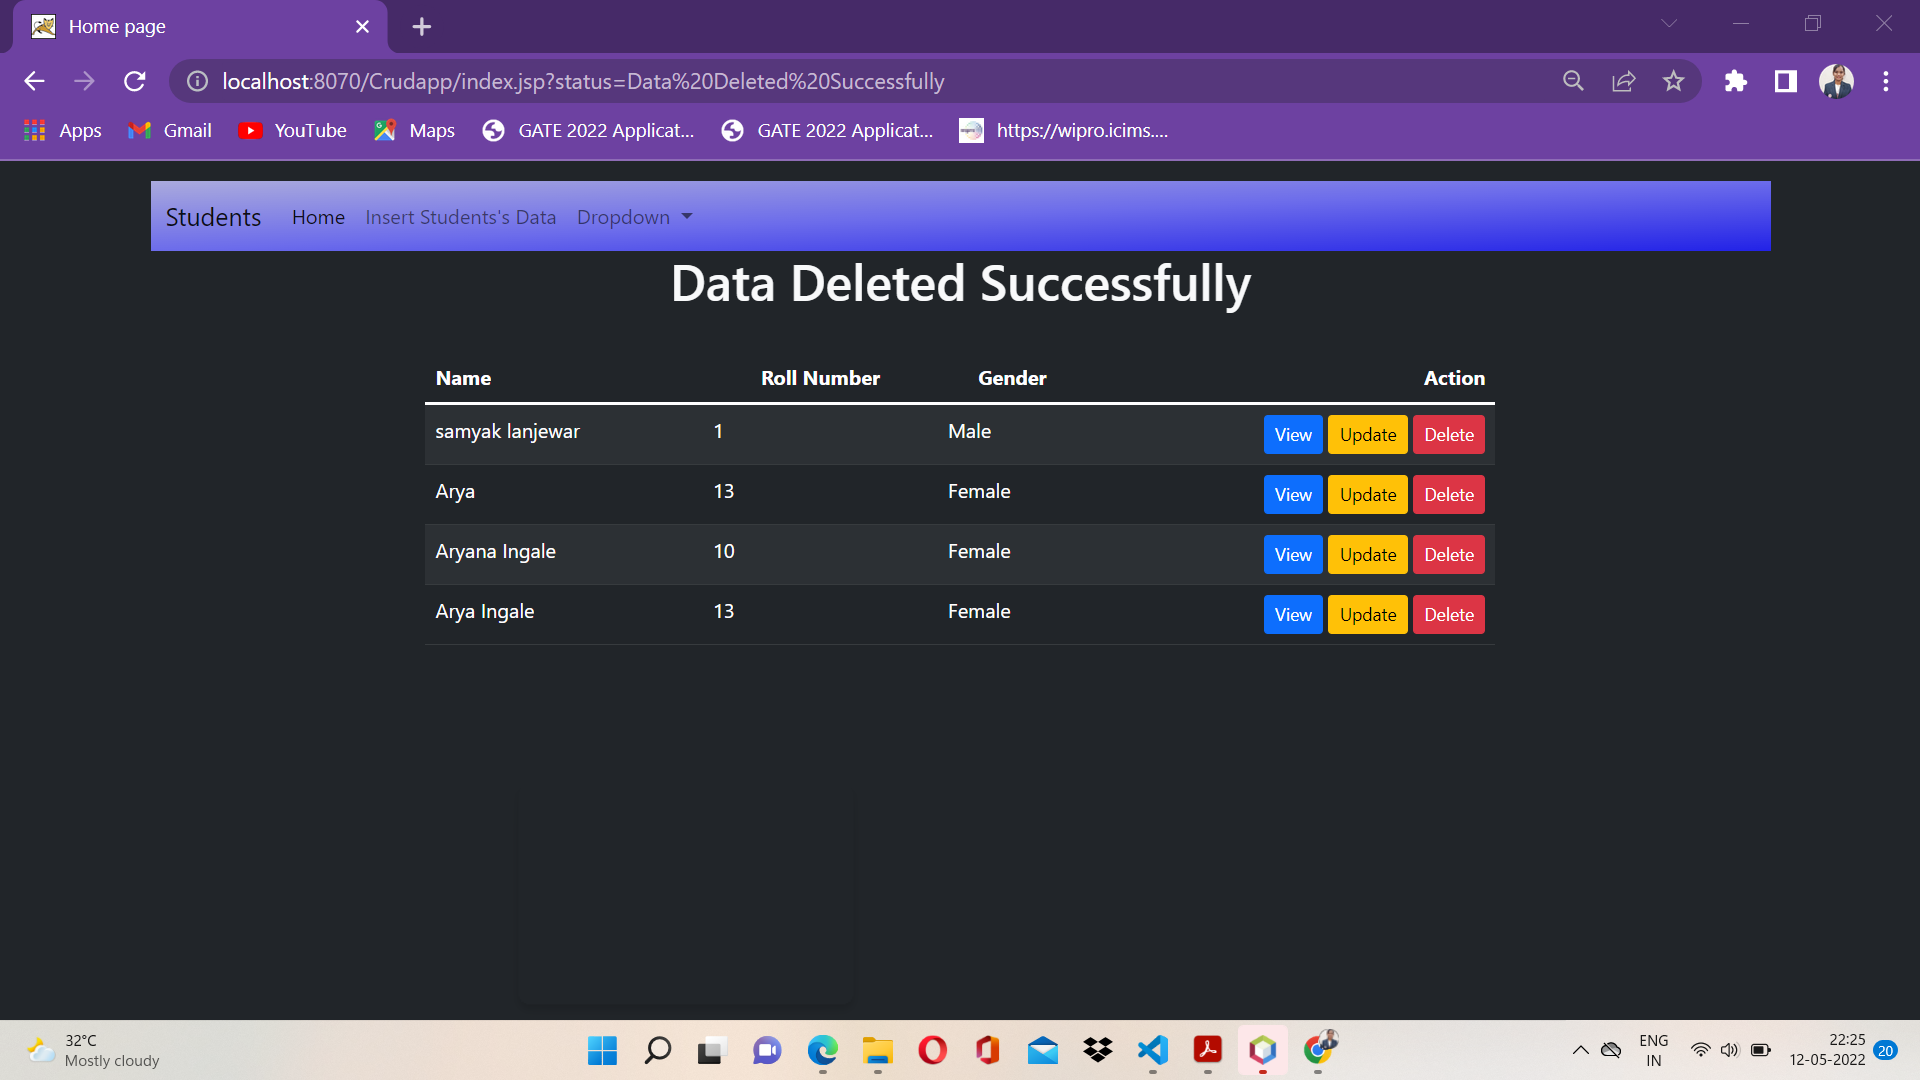 Home page
localhost:8070/Crudapp/index.jsp?status=Data%20Deleted%20Successfully
Apps Gmail YouTube Maps GATE 2022 Applicat... GATE 2022 Applicat... https://wipro.icims....
Students Home Insert Students's Data Dropdown
Data Deleted Successfully
Name Roll Number Gender Action
samyak lanjewar 1 Male View Update Delete
Arya 13 Female View Update Delete
Aryana Ingale 10 Female View Update Delete
Arya Ingale 13 Female View Update Delete
32°C
Mostly cloudy
ENG
IN
22:25
12-05-2022
20